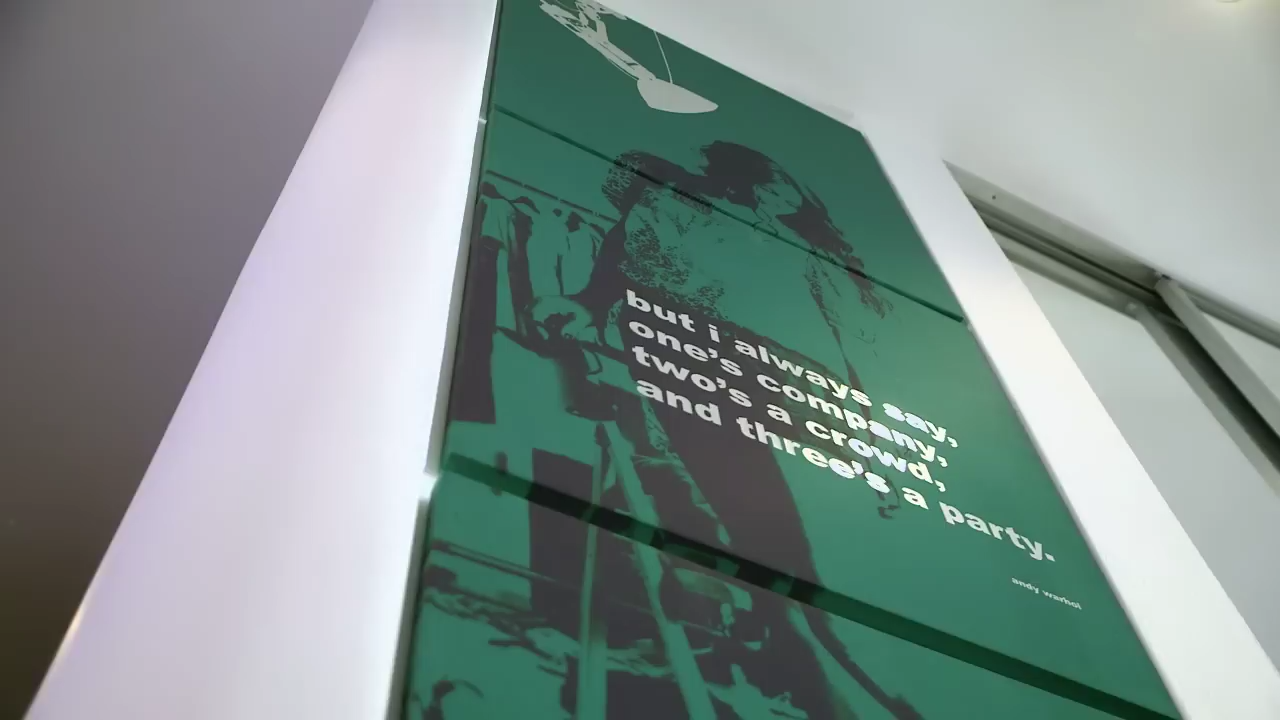 but i always say,
one's company,
two's a crowd,
and three's a party.
andy warhol